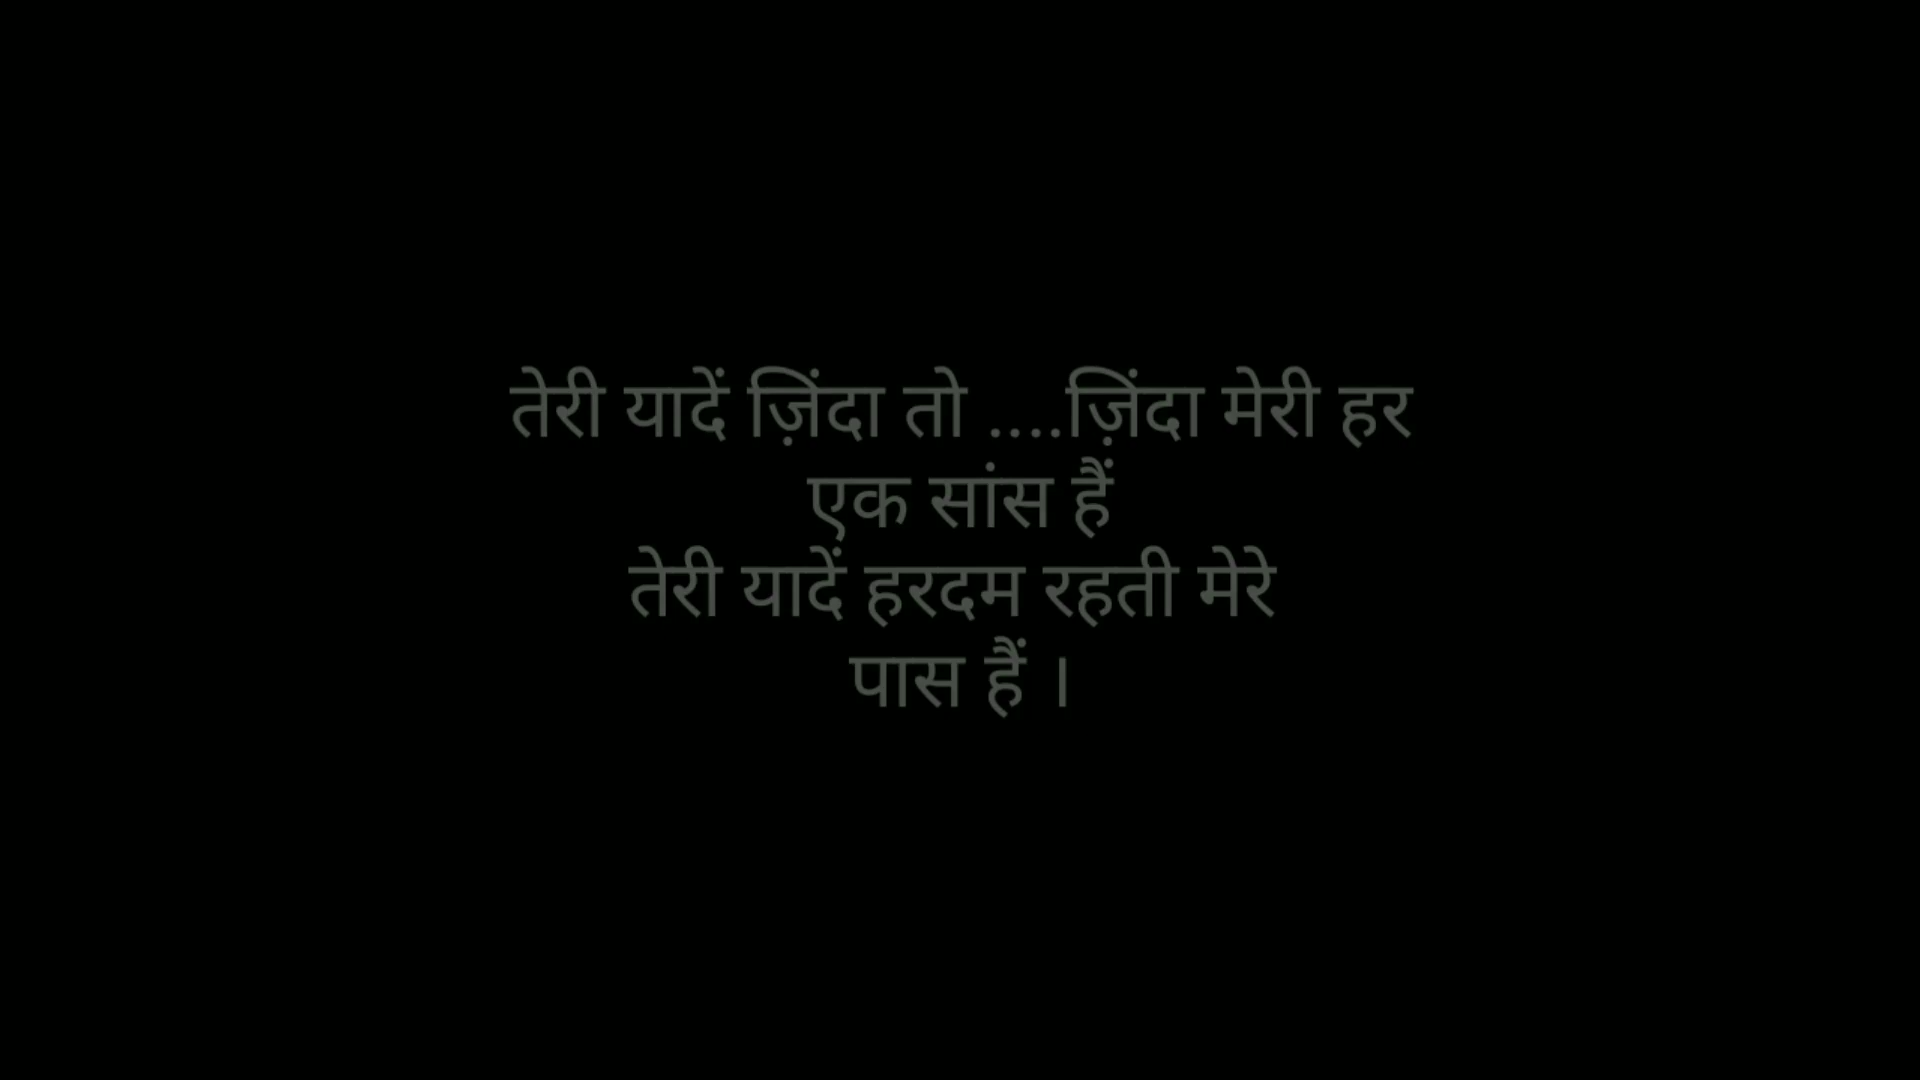 तेरी यादें ज़िंदा तो ....ज़िंदा मेरी हर
एक सांस हैं
तेरी यादें हरदम रहती मेरे
पास हैं ।